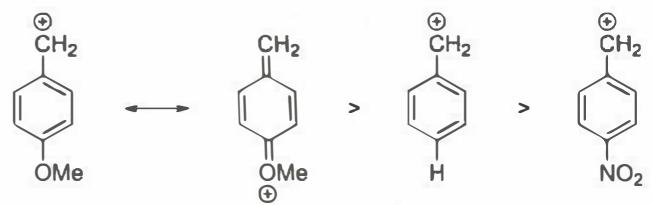 ⊕ ⊕ ⊕
CH₂ CH₂ CH₂ CH₂
↔ > >
OMe OMe H NO₂
⊕